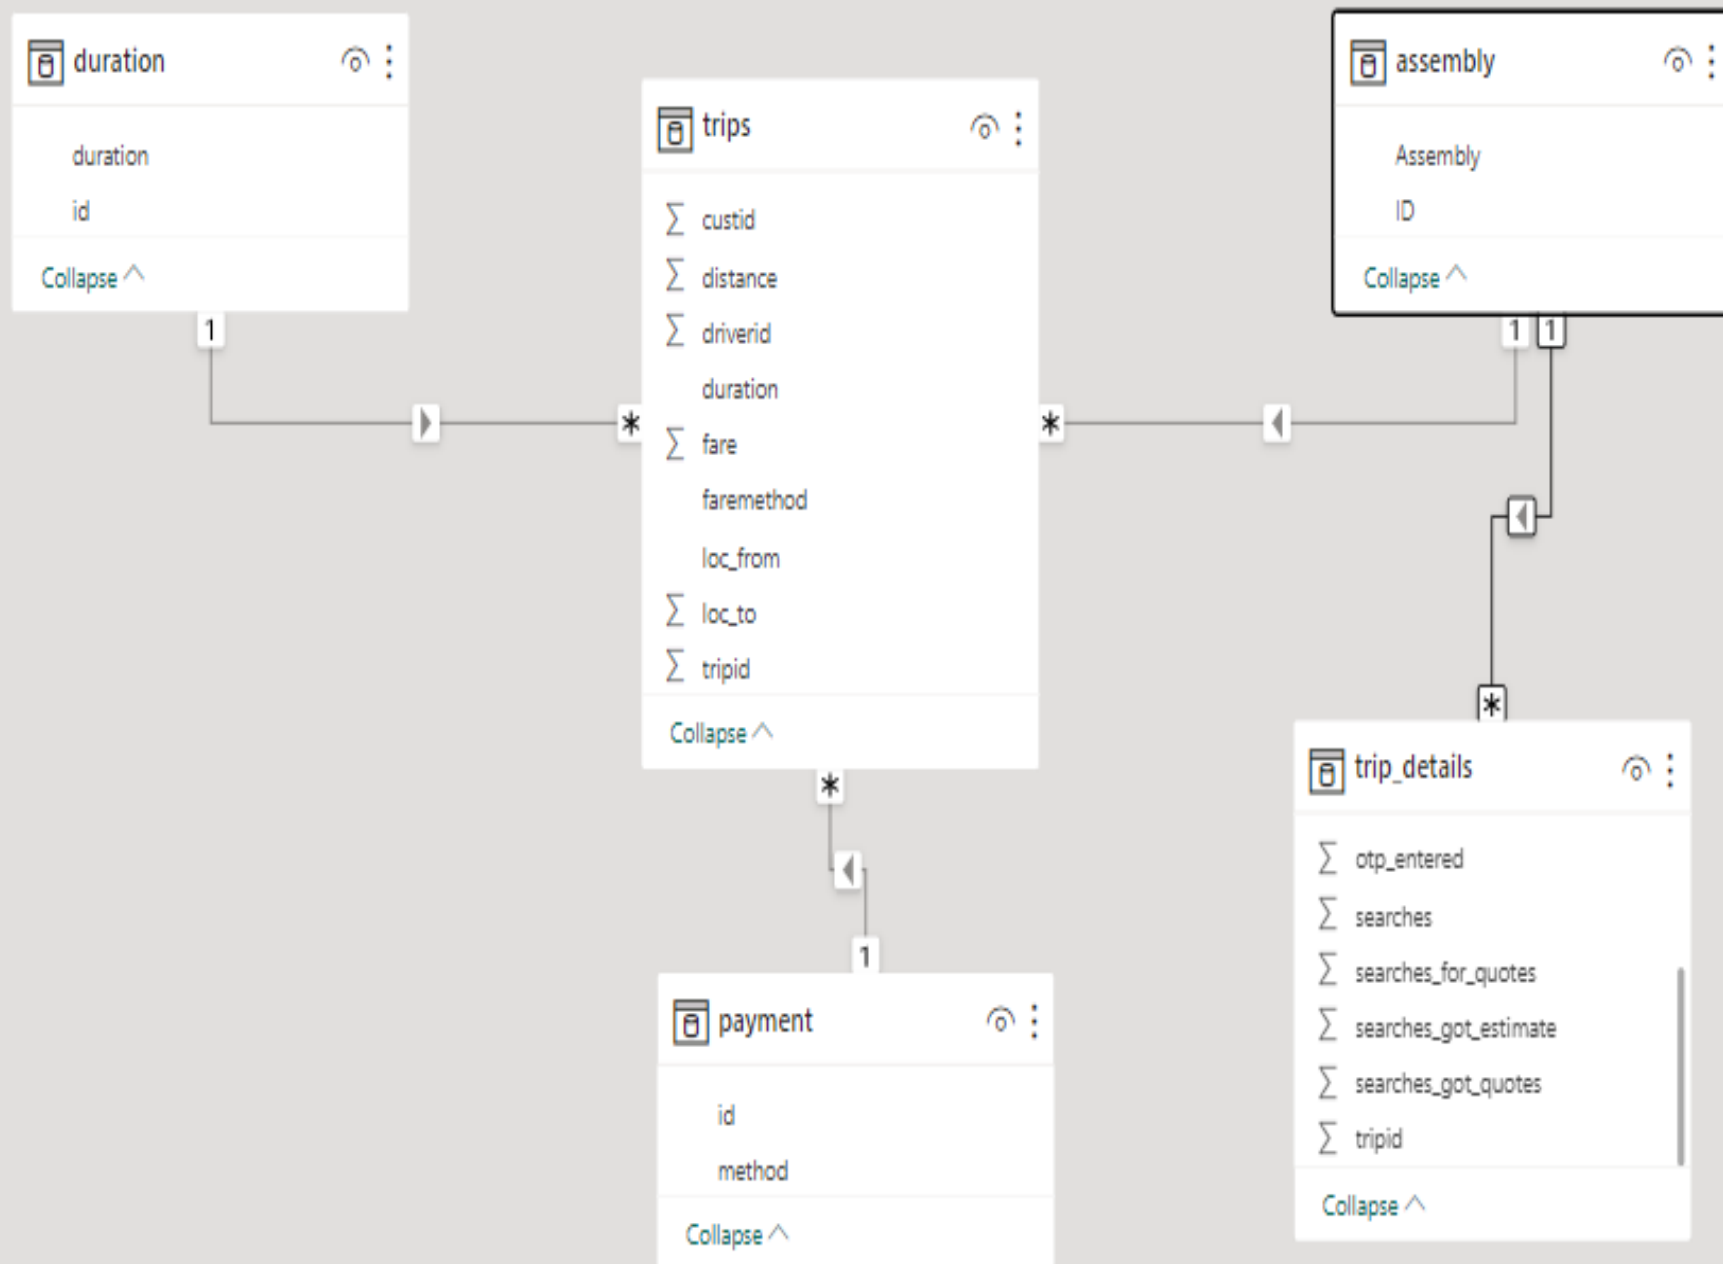 duration
duration
id
Collapse
1
trips
Σ custid
Σ distance
Σ driverid
duration
Σ fare
faremethod
loc_from
Σ loc_to
Σ tripid
Collapse
*
*
*
1
assembly
Assembly
ID
Collapse
1 1
*
trip_details
Σ otp_entered
Σ searches
Σ searches_for_quotes
Σ searches_got_estimate
Σ searches_got_quotes
Σ tripid
Collapse
payment
id
method
Collapse